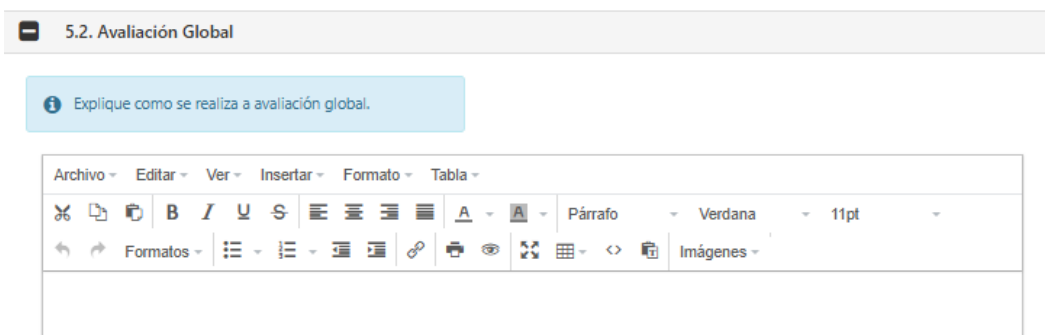 5.2. Avaliación Global
Explique como se realiza a avaliación global.
Archivo Editar Ver Insertar Formato Tabla
B I U S A A Párrafo Verdana 11pt
Formatos Imágenes